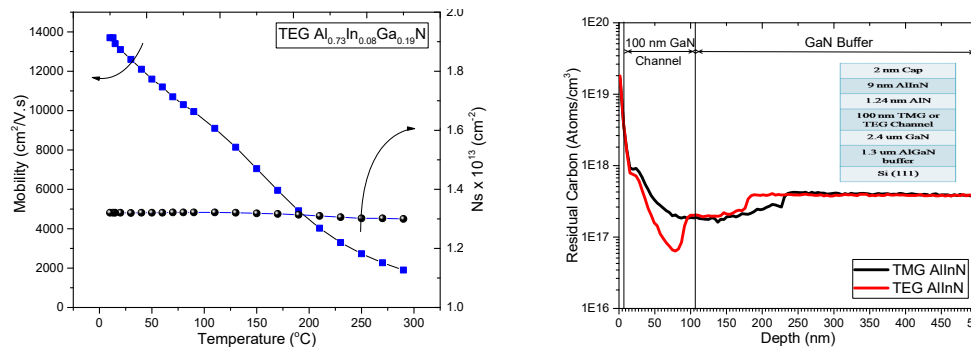 TEG Al0.73In0.08Ga0.19N
Mobility (cm2/V.s)
14000
12000
10000
8000
6000
4000
2000
0
0
50
100
150
200
250
300
Temperature (oC)
2.0
1.9
1.8
1.6
1.4
1.2
1.1
1.0
Ns x 1013 (cm-2)
Residual Carbon (Atoms/cm3)
1E20
1E19
1E18
1E17
1E16
100 nm GaN
Channel
GaN Buffer
2 nm Cap
9 nm AlInN
1.24 nm AlN
100 nm TMG or
TEG Channel
2.4 um GaN
1.3 um AlGaN
buffer
Si (111)
TMG AlInN
TEG AlInN
0
50
100
150
200
250
300
350
400
450
Depth (nm)